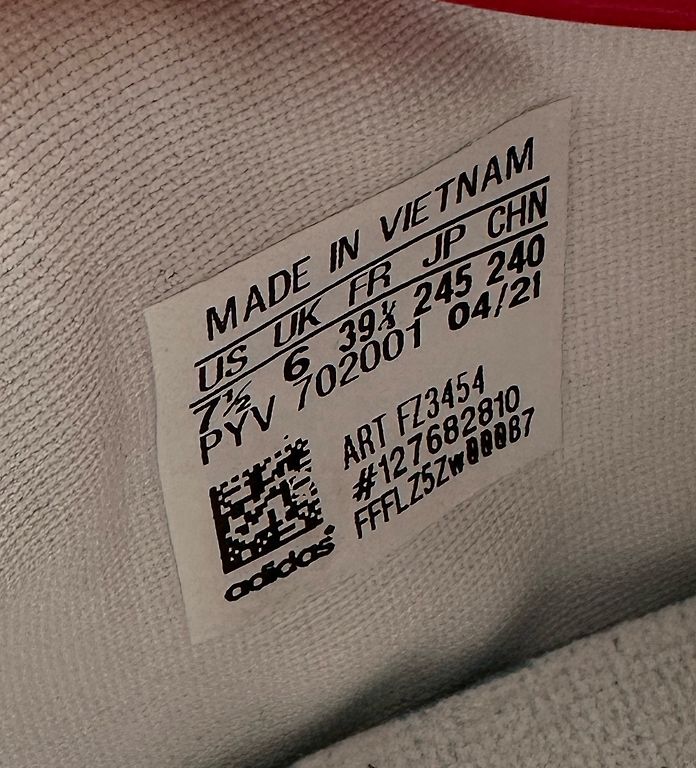 MADE IN VIETNAM
US UK FR JP CHN
7½ 6 39⅓ 245 240
PYV 702001 04/21
ART FZ3454
#127682810
FFFLZ5Zw00087
adidas